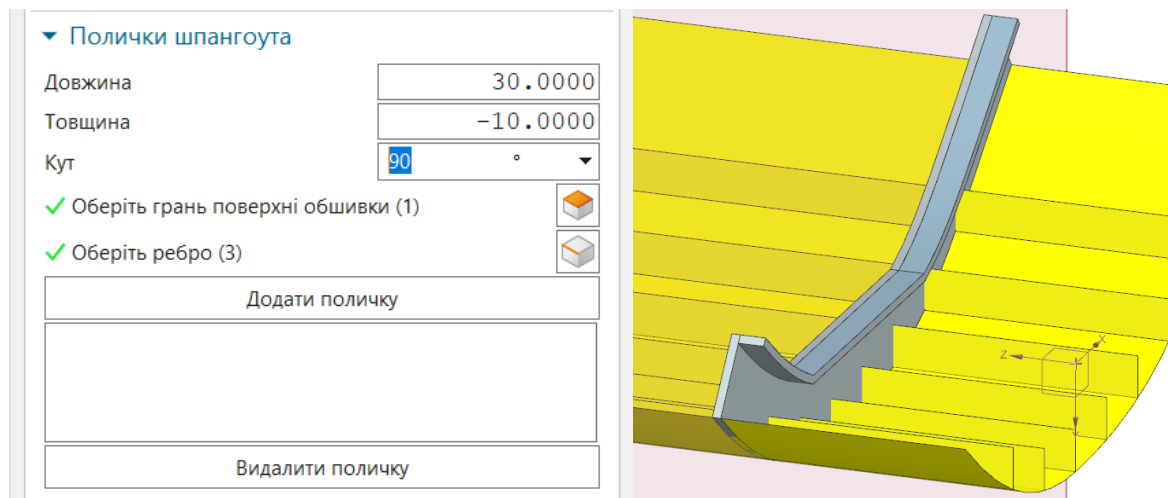 Полички шпангоута
Довжина 30.0000
Товщина -10.0000
Кут 90 °
Оберіть грань поверхні обшивки (1)
Оберіть ребро (3)
Додати поличку
Видалити поличку
X
Z
Y